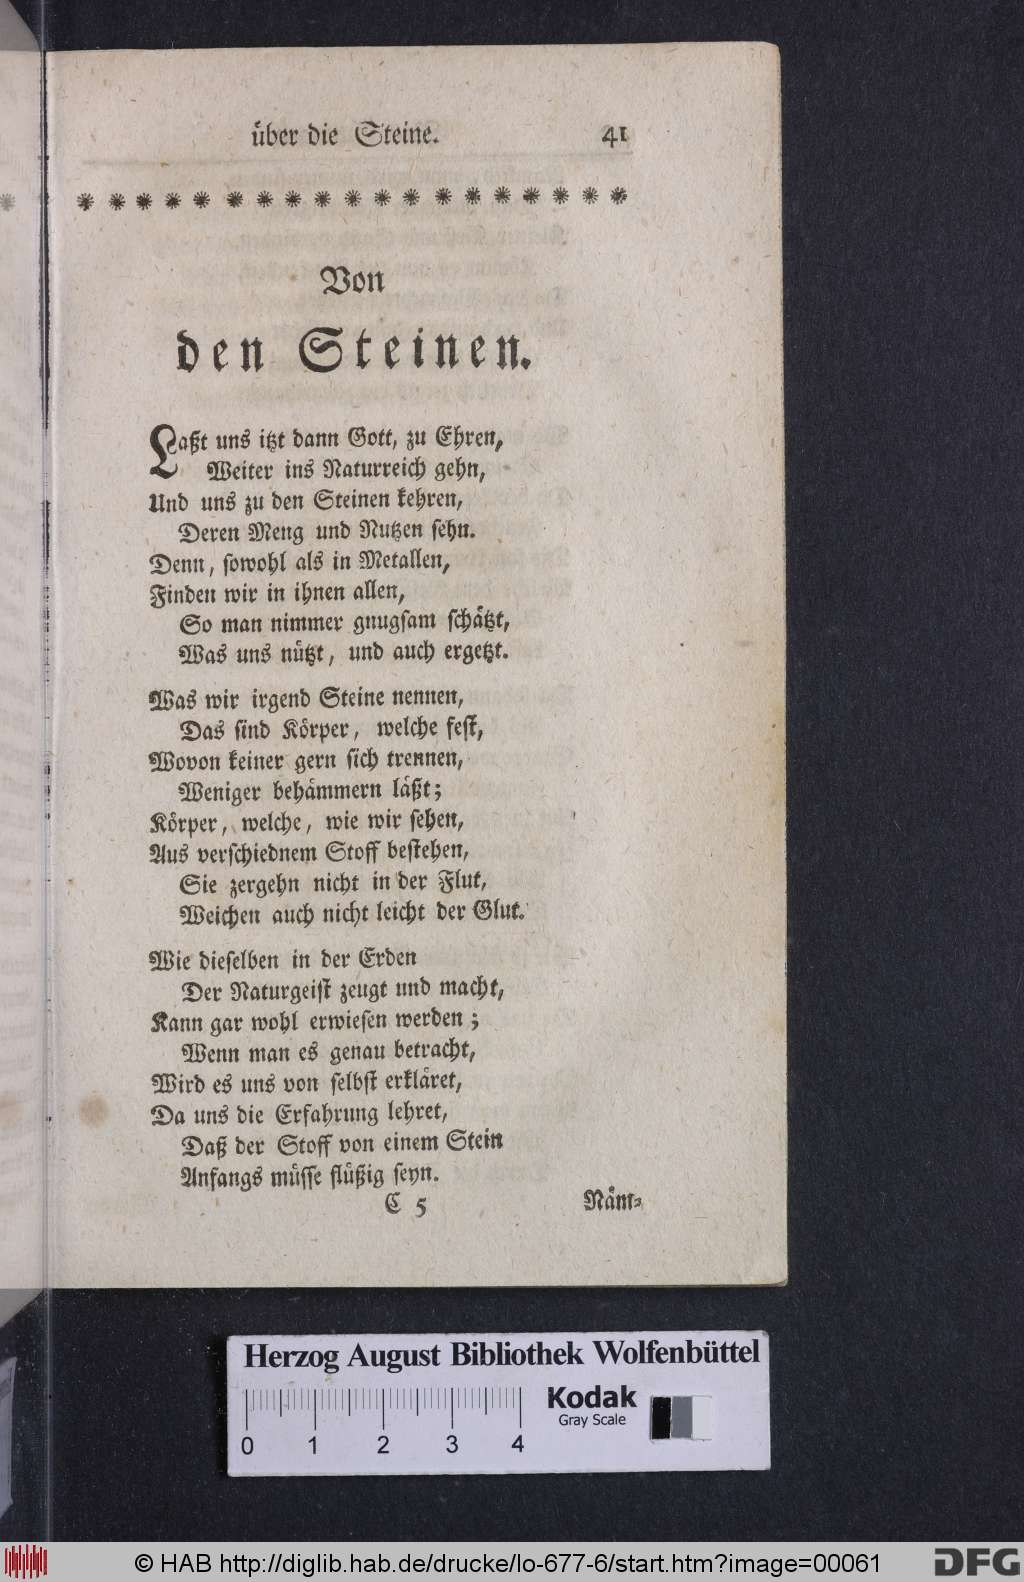 über die Steine. 41
Von
den Steinen.
Laßt uns itzt dann Gott, zu Ehren,
Weiter ins Naturreich gehn,
Und uns zu den Steinen kehren,
Deren Meng und Nutzen sehn.
Denn, sowohl als in Metallen,
Finden wir in ihnen allen,
So man nimmer gnugsam schätzt,
Was uns nützt, und auch ergetzt.
Was wir irgend Steine nennen,
Das sind Körper, welche fest,
Wovon keiner gern sich trennen,
Weniger behämmern läßt;
Körper, welche, wie wir sehen,
Aus verschiednem Stoff bestehen,
Sie zergehn nicht in der Flut,
Weichen auch nicht leicht der Glut.
Wie dieselben in der Erden
Der Naturgeist zeugt und macht,
Kann gar wohl erwiesen werden;
Wenn man es genau betracht,
Wird es uns von selbst erkläret,
Da uns die Erfahrung lehret,
Daß der Stoff von einem Stein
Anfangs müsse flüßig seyn.
C 5 Näm-
Herzog August Bibliothek Wolfenbüttel
Kodak
Gray Scale
0 1 2 3 4
© HAB http://diglib.hab.de/drucke/lo-677-6/start.htm?image=00061
DFG